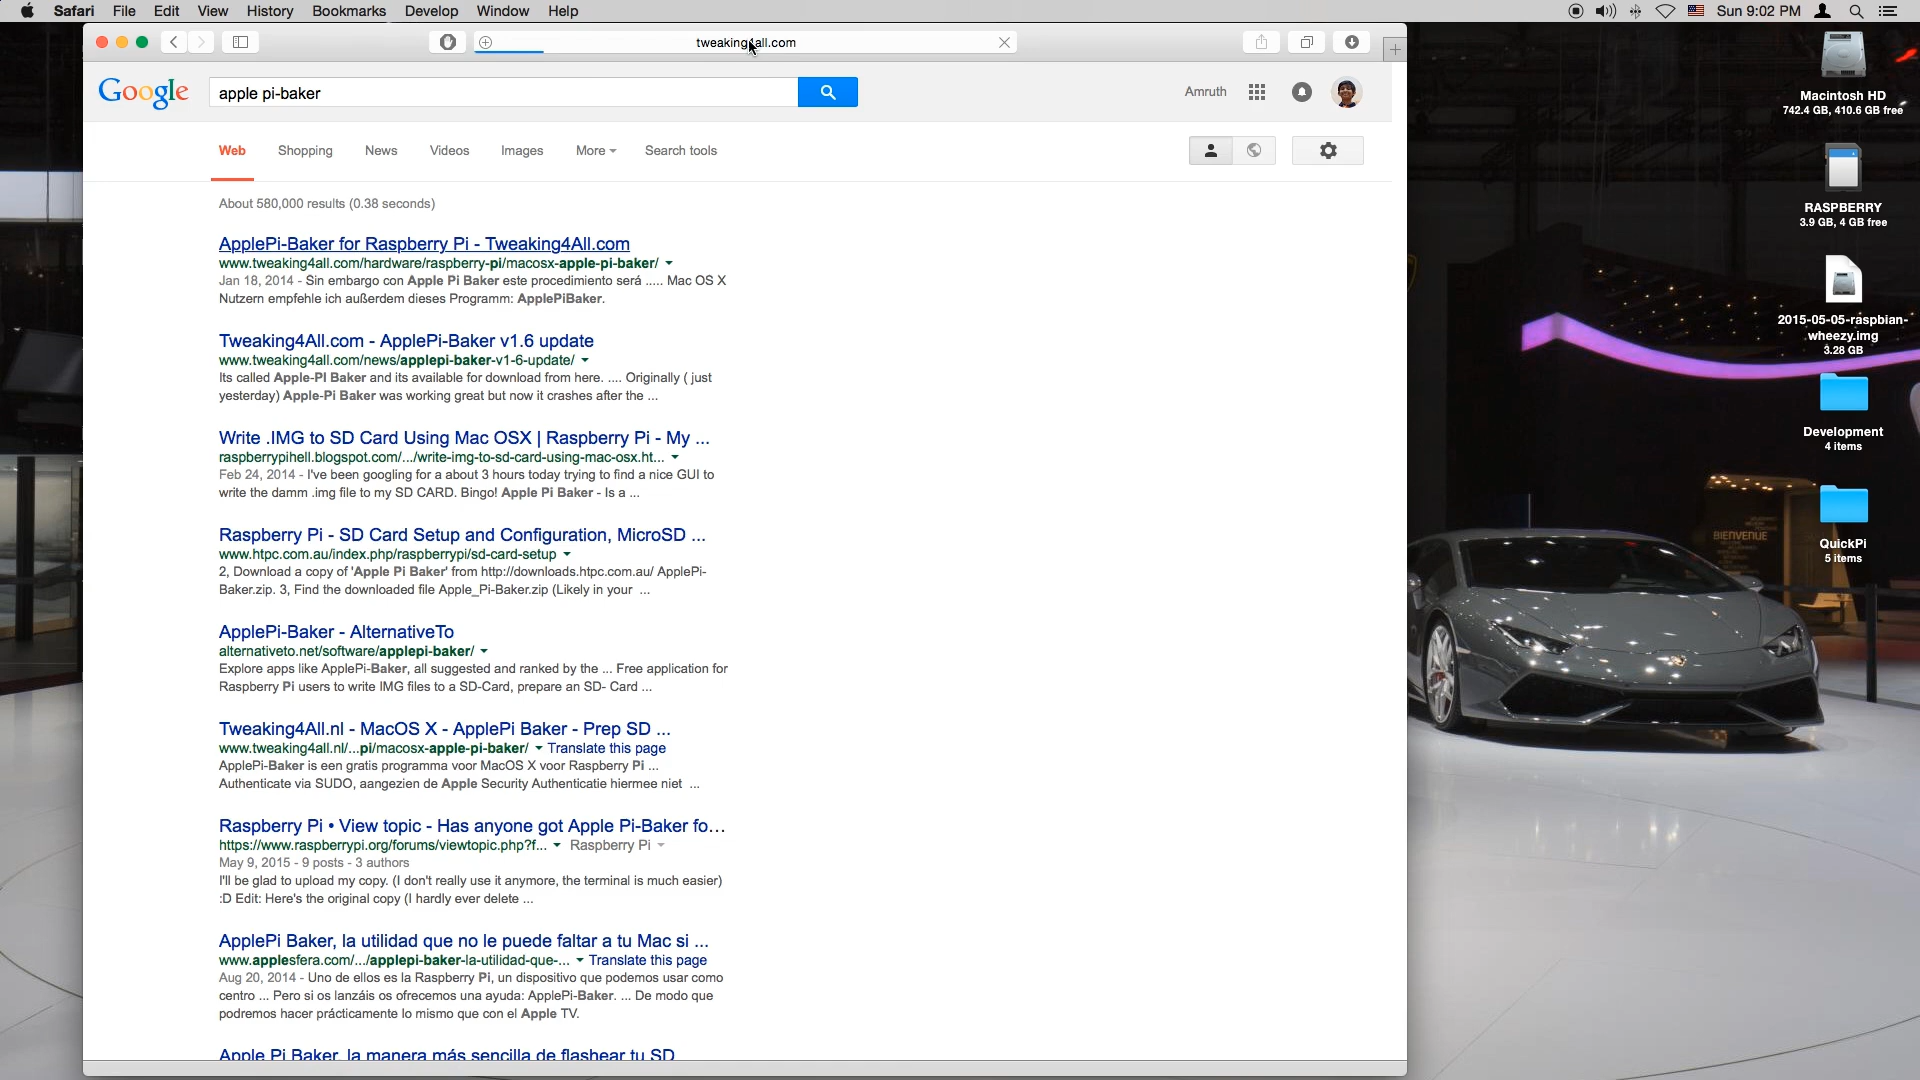 Safari File Edit View History Bookmarks Develop Window Help
Sun 9:02 PM
tweaking4all.com
Google
apple pi-baker
Amruth
Web Shopping News Videos Images More Search tools
About 580,000 results (0.38 seconds)
ApplePi-Baker for Raspberry Pi - Tweaking4All.com
www.tweaking4all.com/hardware/raspberry-pi/macosx-apple-pi-baker/
Jan 18, 2014 - Sin embargo con Apple Pi Baker este procedimiento será ..... Mac OS X
Nutzern empfehle ich außerdem dieses Programm: ApplePiBaker.
Tweaking4All.com - ApplePi-Baker v1.6 update
www.tweaking4all.com/news/applepi-baker-v1-6-update/
Its called Apple-PI Baker and its available for download from here. .... Originally ( just
yesterday) Apple-Pi Baker was working great but now it crashes after the ...
Write .IMG to SD Card Using Mac OSX | Raspberry Pi - My ...
raspberrypihell.blogspot.com/.../write-img-to-sd-card-using-mac-osx.ht...
Feb 24, 2014 - I've been googling for a about 3 hours today trying to find a nice GUI to
write the damm .img file to my SD CARD. Bingo! Apple Pi Baker - Is a ...
Raspberry Pi - SD Card Setup and Configuration, MicroSD ...
www.htpc.com.au/index.php/raspberrypi/sd-card-setup
2, Download a copy of 'Apple Pi Baker' from http://downloads.htpc.com.au/ ApplePi-
Baker.zip. 3, Find the downloaded file Apple_Pi-Baker.zip (Likely in your ...
ApplePi-Baker - AlternativeTo
alternativeto.net/software/applepi-baker/
Explore apps like ApplePi-Baker, all suggested and ranked by the ... Free application for
Raspberry Pi users to write IMG files to a SD-Card, prepare an SD- Card ...
Tweaking4All.nl - MacOS X - ApplePi Baker - Prep SD ...
www.tweaking4all.nl/...pi/macosx-apple-pi-baker/ Translate this page
ApplePi-Baker is een gratis programma voor MacOS X voor Raspberry Pi ...
Authenticate via SUDO, aangezien de Apple Security Authenticatie hiermee niet ...
Raspberry Pi • View topic - Has anyone got Apple Pi-Baker fo...
https://www.raspberrypi.org/forums/viewtopic.php?f... Raspberry Pi
May 9, 2015 - 9 posts - 3 authors
I'll be glad to upload my copy. (I don't really use it anymore, the terminal is much easier)
:D Edit: Here's the original copy (I hardly ever delete ...
ApplePi Baker, la utilidad que no le puede faltar a tu Mac si ...
www.applesfera.com/.../applepi-baker-la-utilidad-que-... Translate this page
Aug 20, 2014 - Uno de ellos es la Raspberry Pi, un dispositivo que podemos usar como
centro ... Pero si os lanzáis os ofrecemos una ayuda: ApplePi-Baker. ... De modo que
podremos hacer prácticamente lo mismo que con el Apple TV.
Apple Pi Baker, la manera más sencilla de flashear tu SD
Macintosh HD
742.4 GB, 410.6 GB free
RASPBERRY
3.9 GB, 4 GB free
2015-05-05-raspbian-
wheezy.img
3.28 GB
Development
4 items
BIENVENUE
QuickPi
5 items